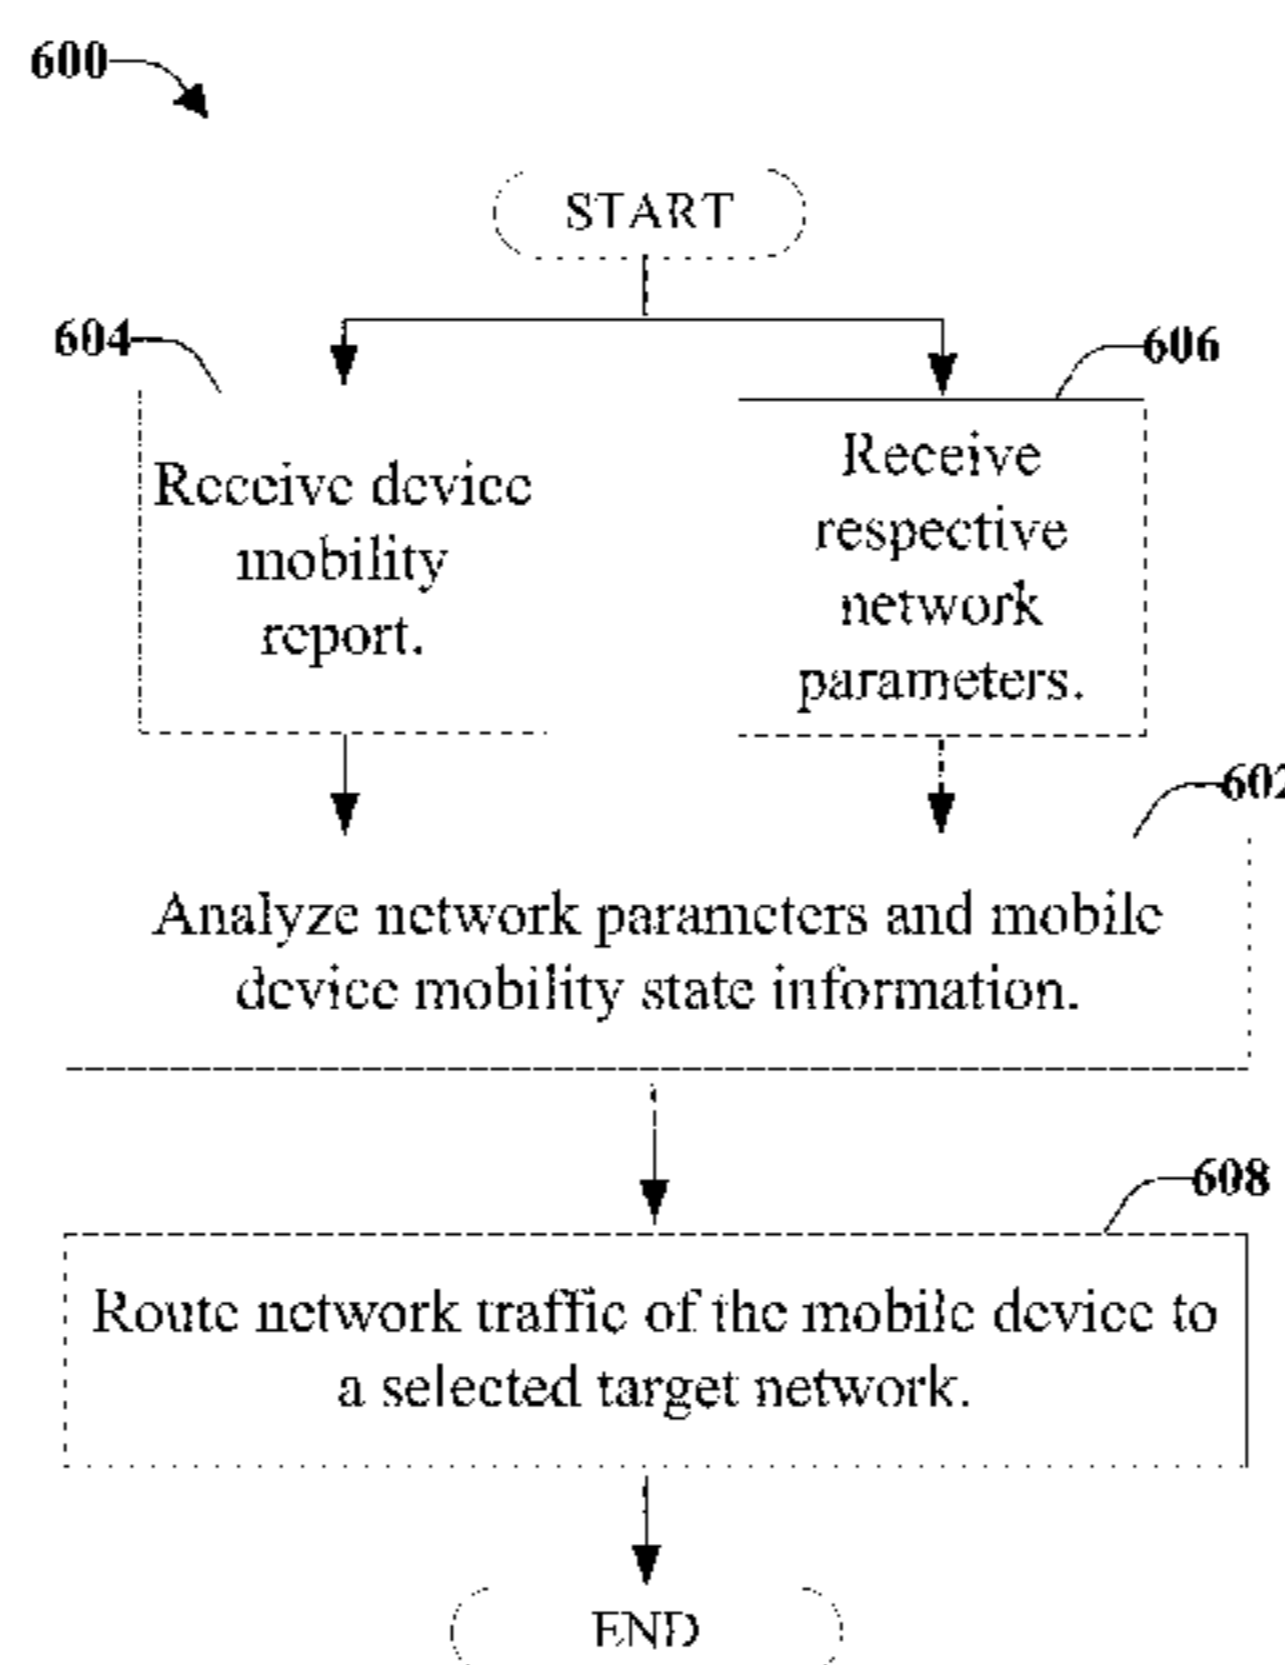 600
START
604
606
Receive device
mobility
report.
Receive
respective
network
parameters.
602
Analyze network parameters and mobile
device mobility state information.
608
Route network traffic of the mobile device to
a selected target network.
END